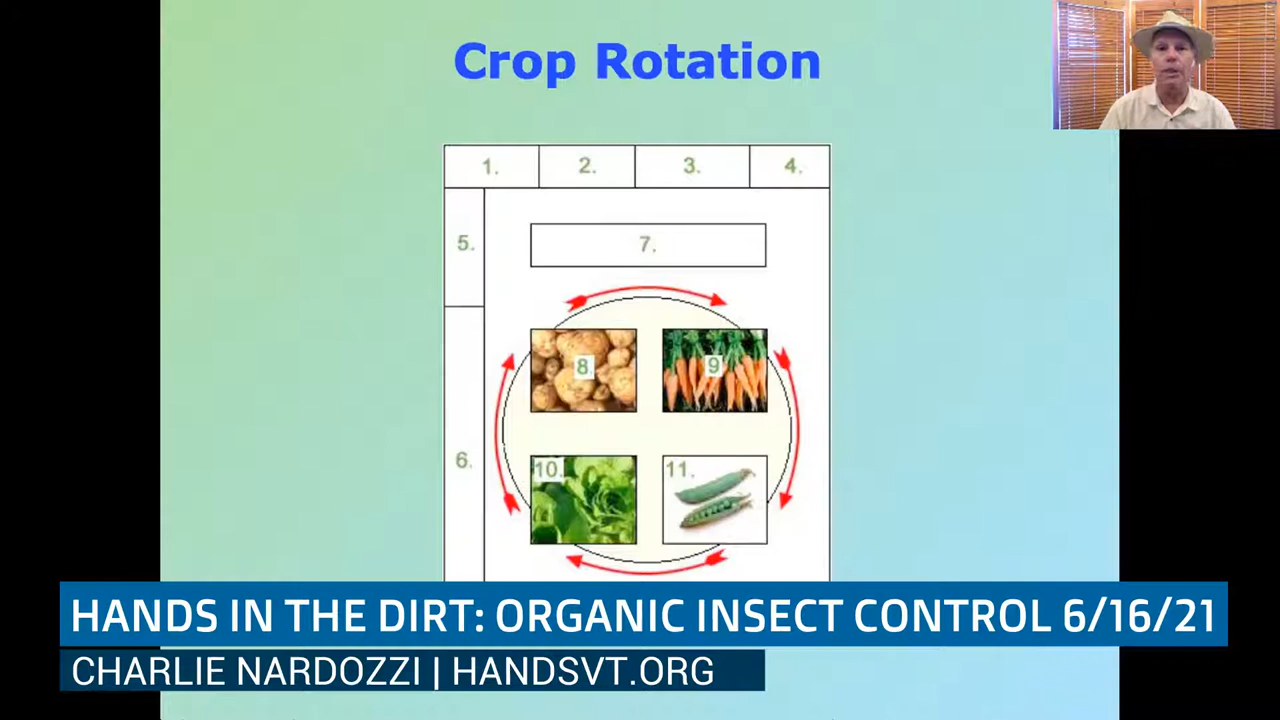 Crop Rotation
1. 2. 3. 4.
5. 7.
8. 9
6. 10. 11.
HANDS IN THE DIRT: ORGANIC INSECT CONTROL 6/16/21
CHARLIE NARDOZZI | HANDSVT.ORG